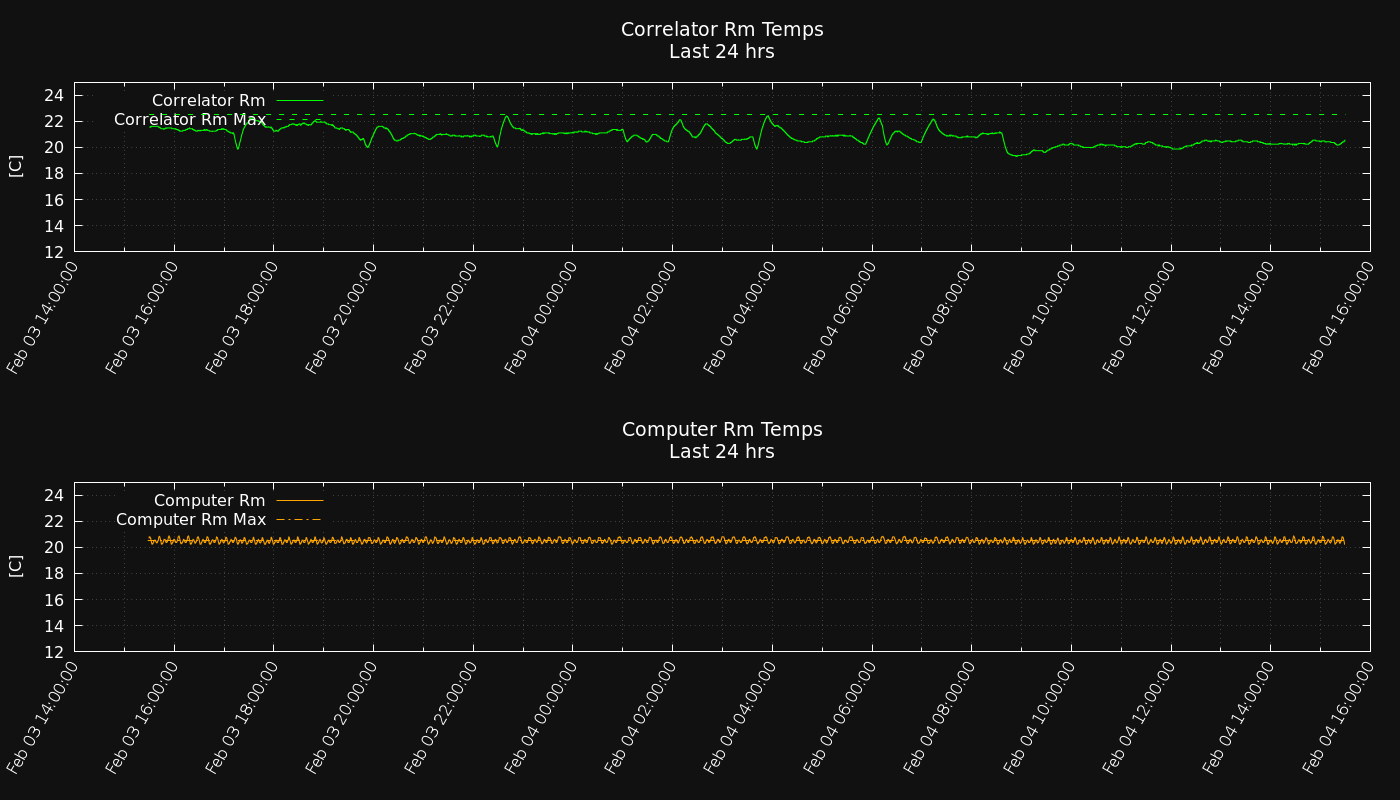 Correlator Rm Temps
Last 24 hrs
Correlator Rm
Correlator Rm Max
[C]
24
22
20
18
16
14
12
Feb 03 14:00:00
Feb 03 16:00:00
Feb 03 18:00:00
Feb 03 20:00:00
Feb 03 22:00:00
Feb 04 00:00:00
Feb 04 02:00:00
Feb 04 04:00:00
Feb 04 06:00:00
Feb 04 08:00:00
Feb 04 10:00:00
Feb 04 12:00:00
Feb 04 14:00:00
Feb 04 16:00:00
Computer Rm Temps
Last 24 hrs
Computer Rm
Computer Rm Max
[C]
24
22
20
18
16
14
12
Feb 03 14:00:00
Feb 03 16:00:00
Feb 03 18:00:00
Feb 03 20:00:00
Feb 03 22:00:00
Feb 04 00:00:00
Feb 04 02:00:00
Feb 04 04:00:00
Feb 04 06:00:00
Feb 04 08:00:00
Feb 04 10:00:00
Feb 04 12:00:00
Feb 04 14:00:00
Feb 04 16:00:00